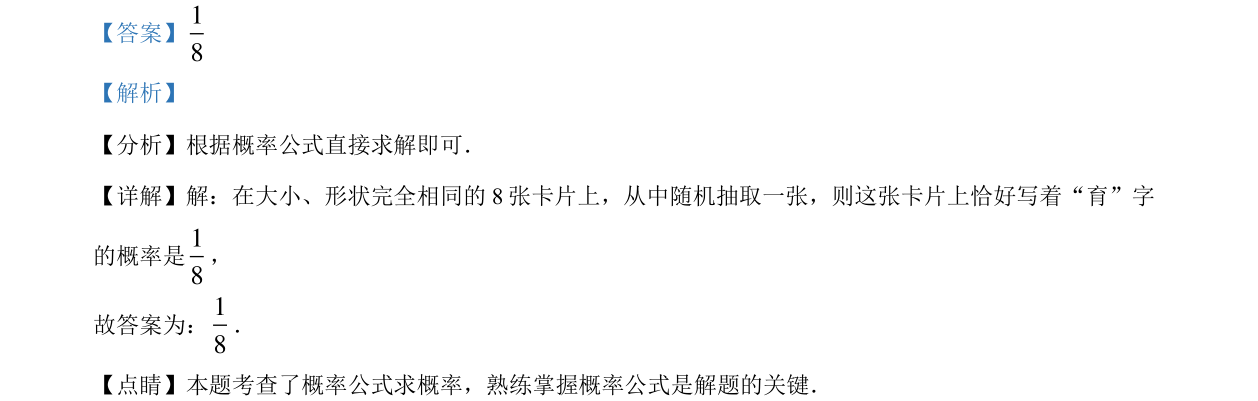 【答案】1/8
【解析】
【分析】根据概率公式直接求解即可．
【详解】解：在大小、形状完全相同的 8 张卡片上，从中随机抽取一张，则这张卡片上恰好写着“育”字
的概率是1/8，
故答案为：1/8．
【点睛】本题考查了概率公式求概率，熟练掌握概率公式是解题的关键．